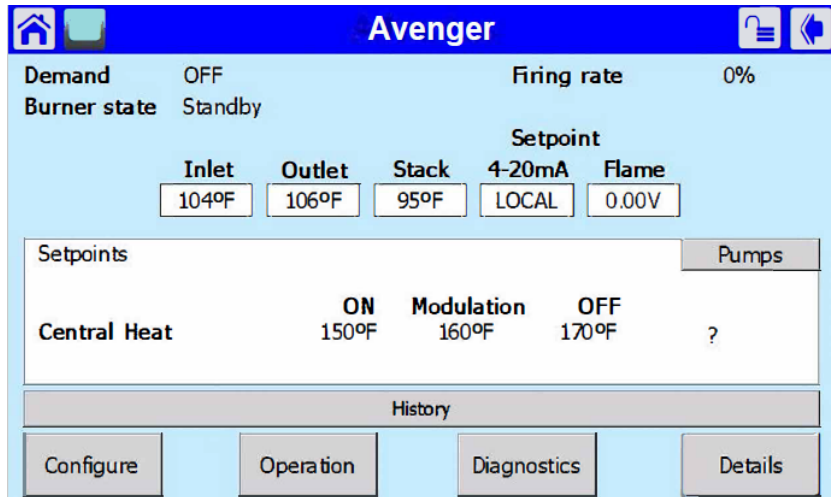 Avenger
Demand OFF Firing rate 0%
Burner state Standby
Setpoint
Inlet Outlet Stack 4-20mA Flame
104ºF 106ºF 95ºF LOCAL 0.00V
Setpoints Pumps
ON Modulation OFF
Central Heat 150ºF 160ºF 170ºF ?
History
Configure Operation Diagnostics Details